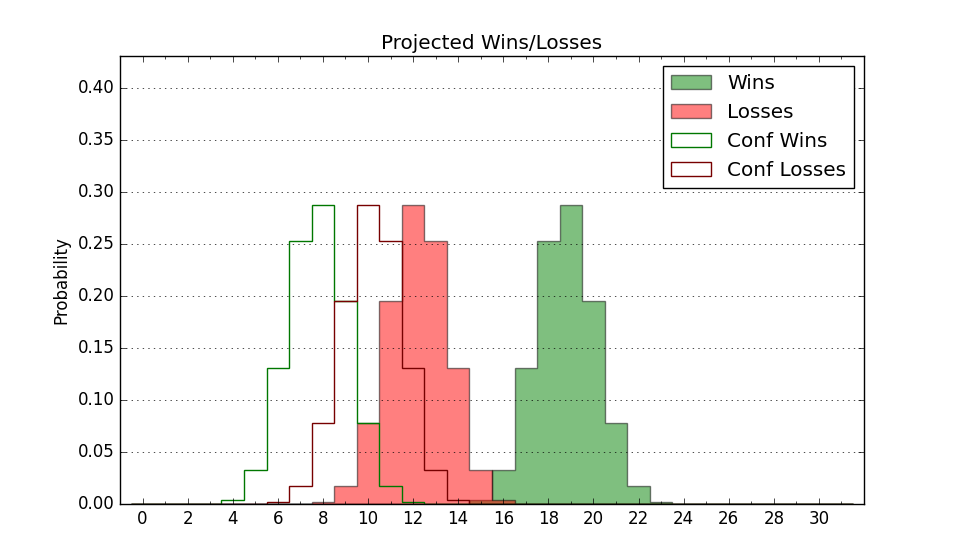 Projected Wins/Losses
Probability
0.40
0.35
0.30
0.25
0.20
0.15
0.10
0.05
0.00
0 2 4 6 8 10 12 14 16 18 20 22 24 26 28 30
Wins
Losses
Conf Wins
Conf Losses